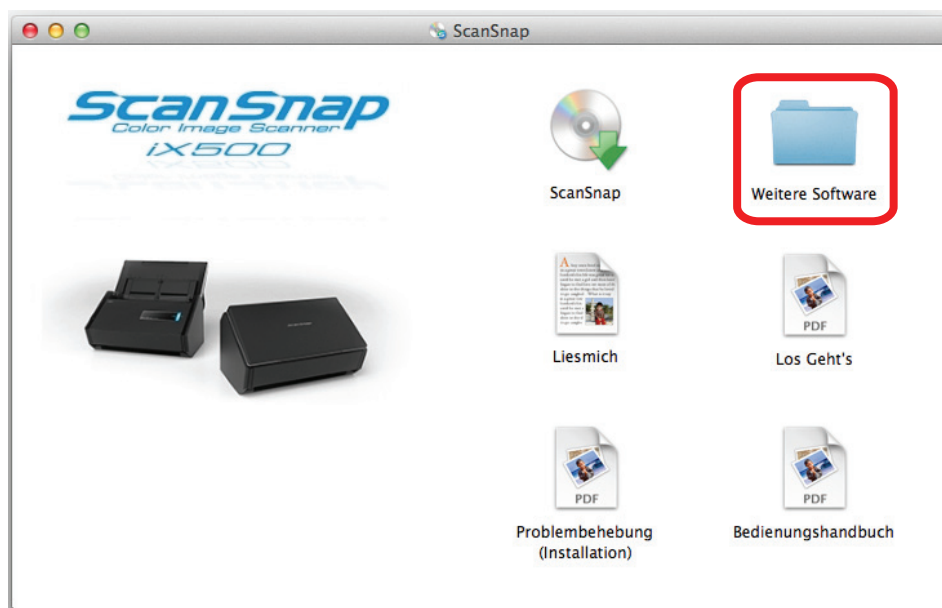 ScanSnap
ScanSnap
Color Image Scanner
iX500
ScanSnap
Weitere Software
Liesmich
PDF
Los Geht's
PDF
Problembehebung
(Installation)
PDF
Bedienungshandbuch